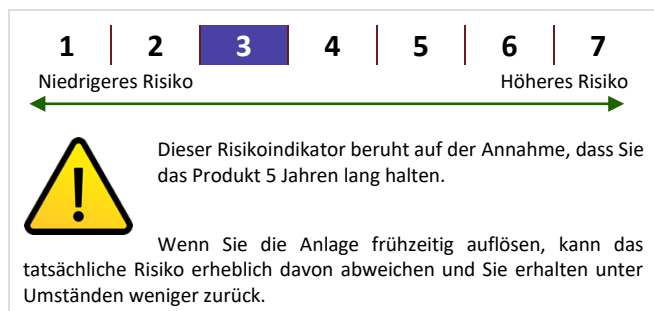 1 2 3 4 5 6 7
Niedrigeres Risiko Höheres Risiko
Dieser Risikoindikator beruht auf der Annahme, dass Sie
das Produkt 5 Jahren lang halten.
Wenn Sie die Anlage frühzeitig auflösen, kann das
tatsächliche Risiko erheblich davon abweichen und Sie erhalten unter
Umständen weniger zurück.